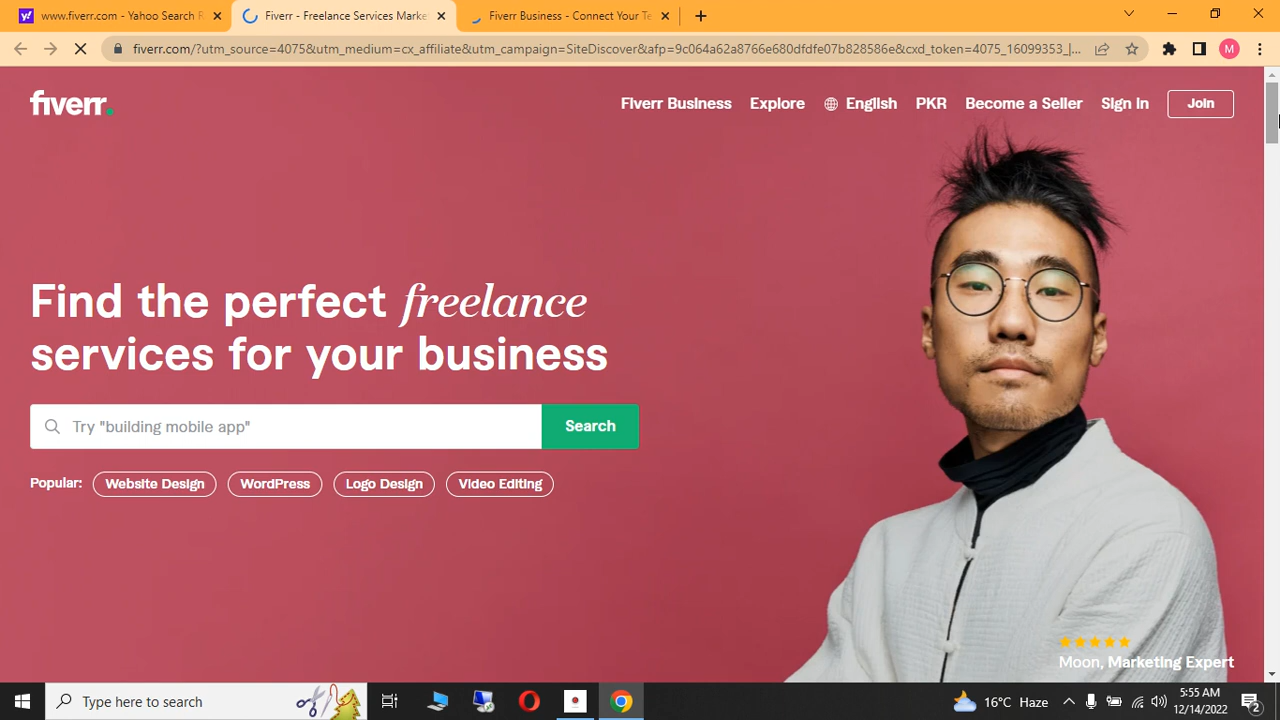 www.fiverr.com - Yahoo Search R
Fiverr - Freelance Services Marke
Fiverr Business - Connect Your Te
fiverr.com/?utm_source=4075&utm_medium=cx_affiliate&utm_campaign=SiteDiscover&afp=9c064a62a8766e680dfdfe07b828586e&cxd_token=4075_16099353_|...
M
fiverr.
Fiverr Business
Explore
English
PKR
Become a Seller
Sign in
Join
Find the perfect freelance
services for your business
Try "building mobile app"
Search
Popular:
Website Design
WordPress
Logo Design
Video Editing
Moon, Marketing Expert
Type here to search
16°C Haze
5:55 AM
12/14/2022
2